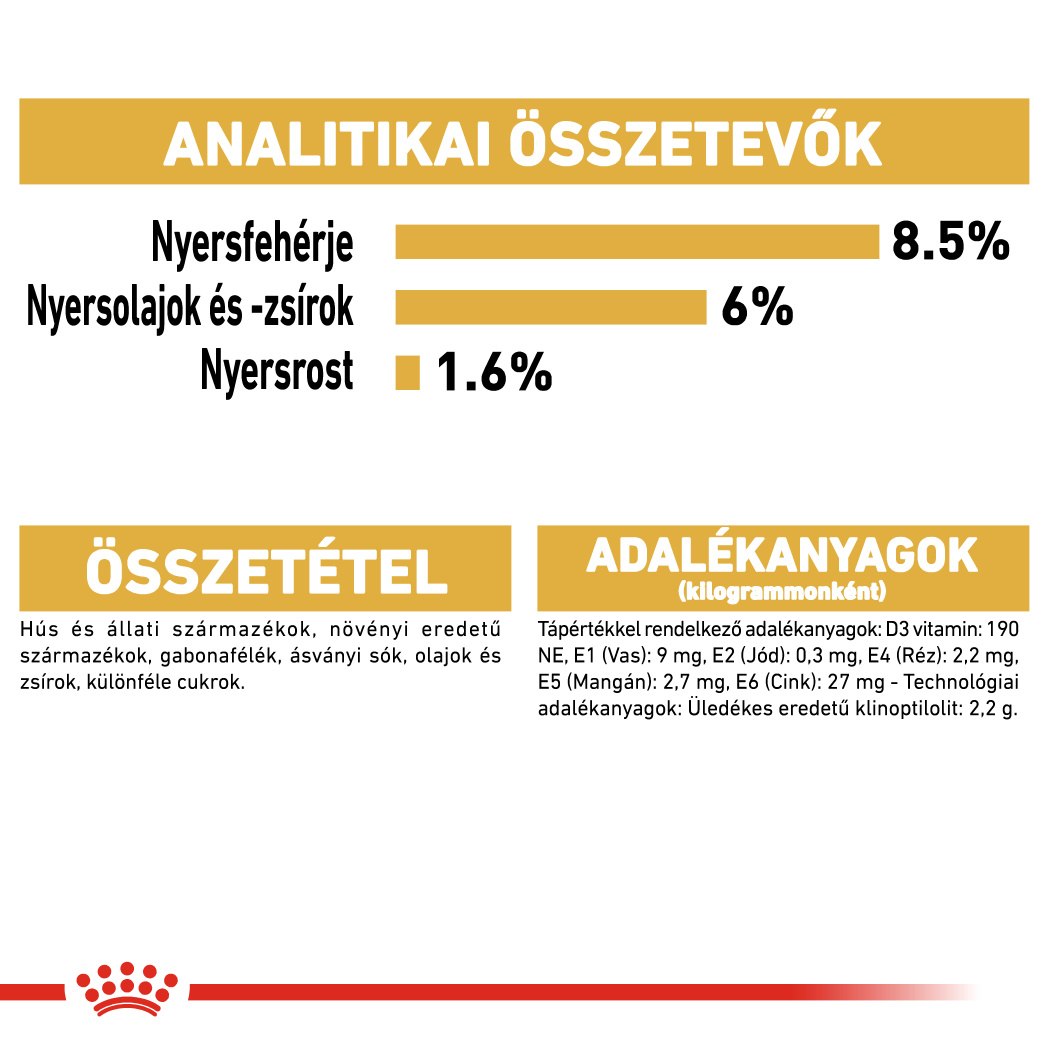 ANALITIKAI ÖSSZETEVŐK
Nyersfehérje 8.5%
Nyersolajok és -zsírok 6%
Nyersrost 1.6%
ÖSSZETÉTEL
Hús és állati származékok, növényi eredetű
származékok, gabonafélék, ásványi sók, olajok és
zsírok, különféle cukrok.
ADALÉKANYAGOK
(kilogrammonként)
Tápértékkel rendelkező adalékanyagok: D3 vitamin: 190
NE, E1 (Vas): 9 mg, E2 (Jód): 0,3 mg, E4 (Réz): 2,2 mg,
E5 (Mangán): 2,7 mg, E6 (Cink): 27 mg - Technológiai
adalékanyagok: Üledékes eredetű klinoptilolit: 2,2 g.